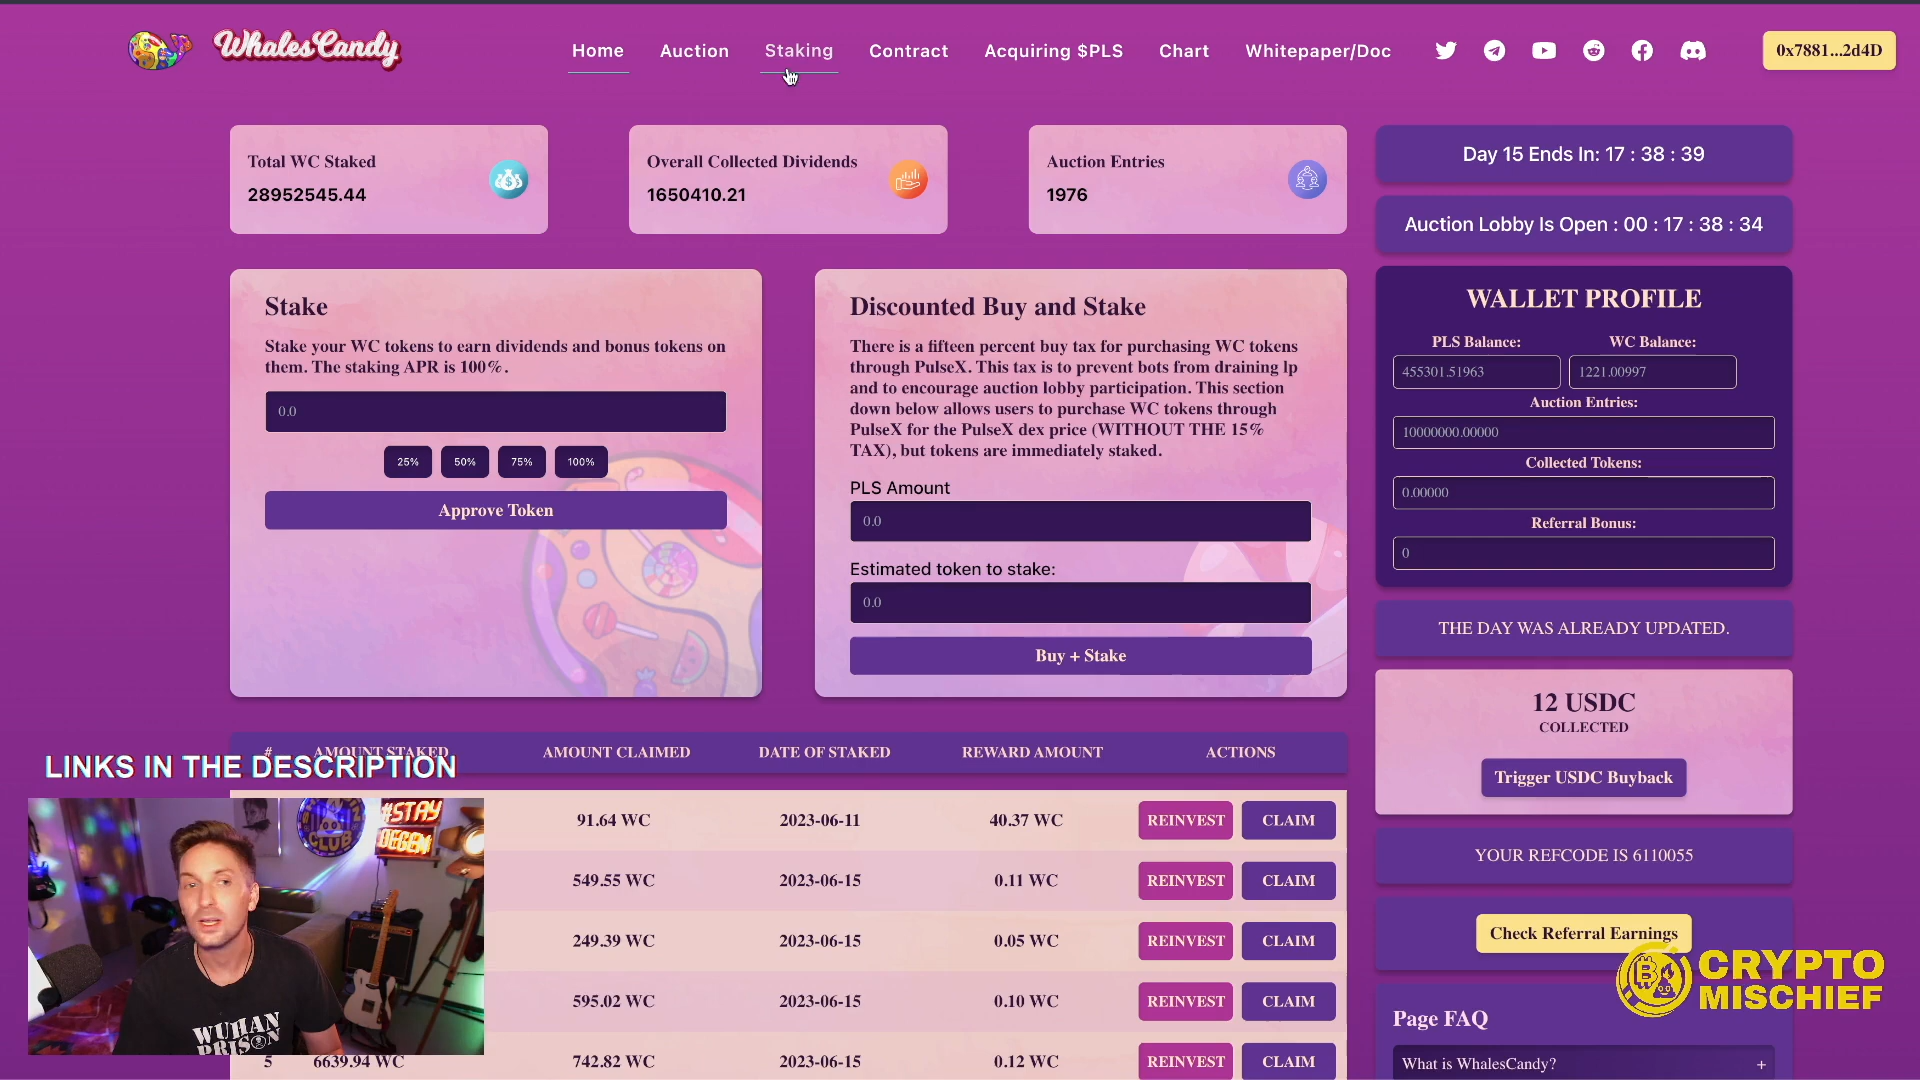 WhalesCandy
Home
Auction
Staking
Contract
Acquiring $PLS
Chart
Whitepaper/Doc
0x7881...2d4D
Total WC Staked
28952545.44
Overall Collected Dividends
1650410.21
Auction Entries
1976
Day 15 Ends In: 17 : 38 : 39
Auction Lobby Is Open : 00 : 17 : 38 : 34
Stake
Stake your WC tokens to earn dividends and bonus tokens on
them. The staking APR is 100%.
0.0
25%
50%
75%
100%
Approve Token
Discounted Buy and Stake
There is a fifteen percent buy tax for purchasing WC tokens
through PulseX. This tax is to prevent bots from draining lp
and to encourage auction lobby participation. This section
down below allows users to purchase WC tokens through
PulseX for the PulseX dex price (WITHOUT THE 15%
TAX), but tokens are immediately staked.
PLS Amount
0.0
Estimated token to stake:
0.0
Buy + Stake
WALLET PROFILE
PLS Balance:
WC Balance:
455301.51963
1221.00997
Auction Entries:
10000000.00000
Collected Tokens:
0.00000
Referral Bonus:
0
THE DAY WAS ALREADY UPDATED.
12 USDC
COLLECTED
Trigger USDC Buyback
YOUR REFCODE IS 6110055
Check Referral Earnings
CRYPTO
MISCHIEF
Page FAQ
What is WhalesCandy?
+
#
AMOUNT STAKED
AMOUNT CLAIMED
DATE OF STAKED
REWARD AMOUNT
ACTIONS
LINKS IN THE DESCRIPTION
91.64 WC
2023-06-11
40.37 WC
REINVEST
CLAIM
549.55 WC
2023-06-15
0.11 WC
REINVEST
CLAIM
249.39 WC
2023-06-15
0.05 WC
REINVEST
CLAIM
595.02 WC
2023-06-15
0.10 WC
REINVEST
CLAIM
5
6639.94 WC
742.82 WC
2023-06-15
0.12 WC
REINVEST
CLAIM
#STAY
DEGEN
CLUB
WUHAN
PRISON